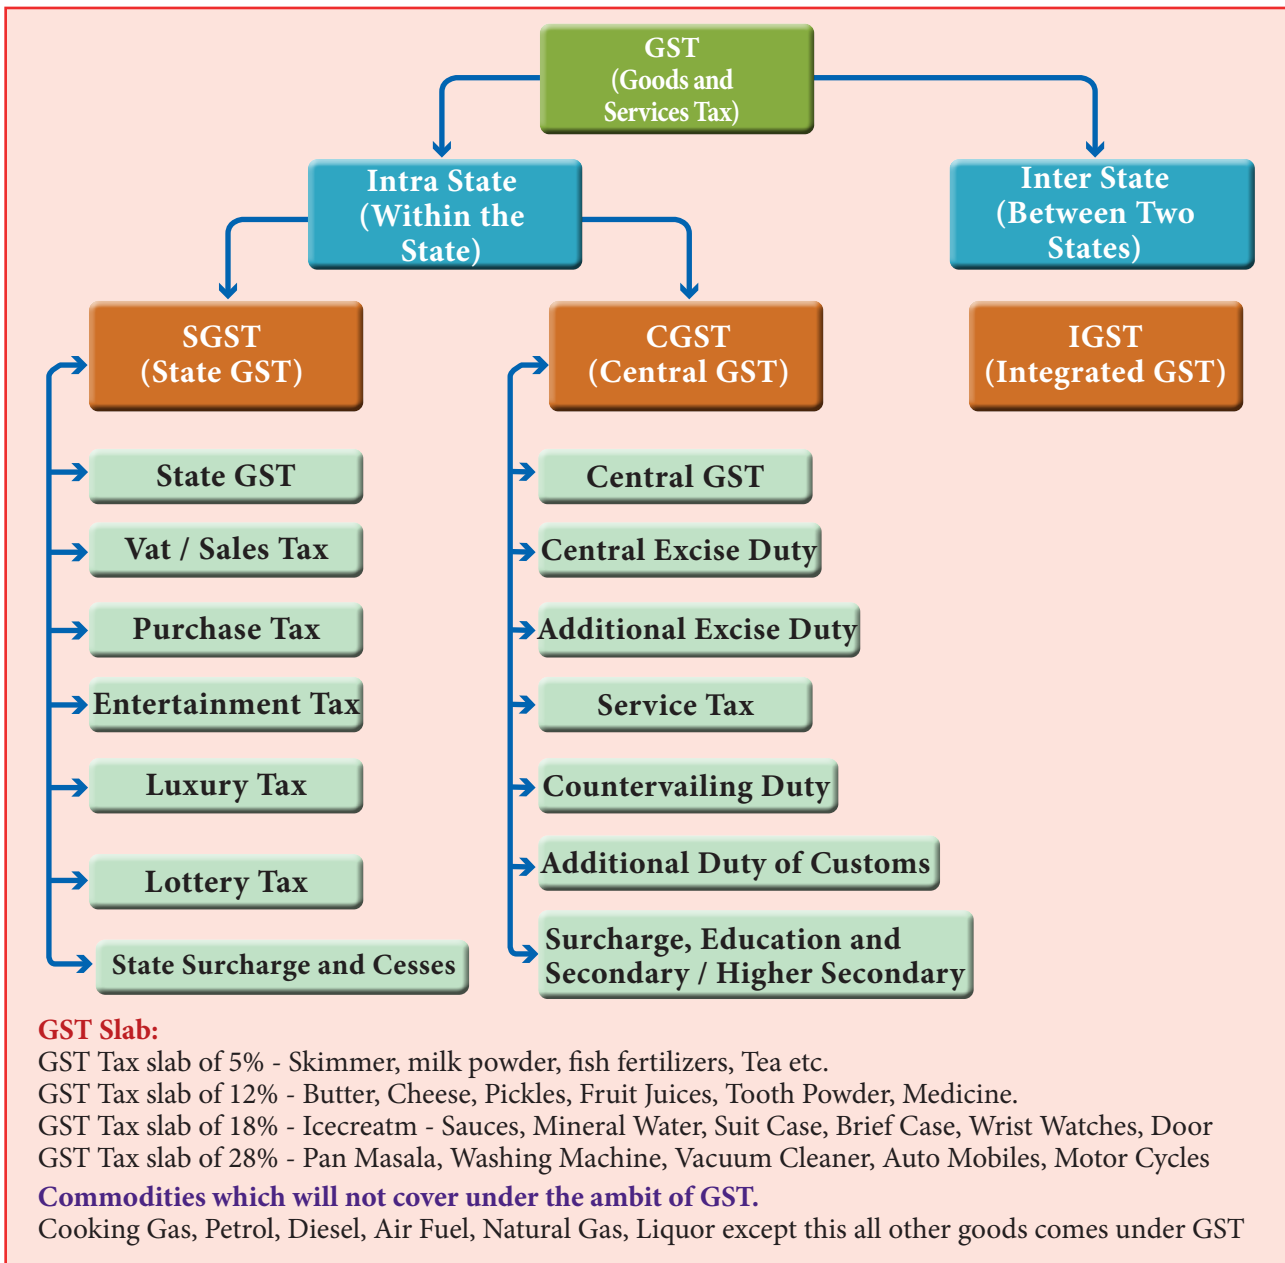 GST
(Goods and
Services Tax)
Intra State
(Within the
State)
Inter State
(Between Two
States)
SGST
(State GST)
CGST
(Central GST)
IGST
(Integrated GST)
State GST
Vat / Sales Tax
Purchase Tax
Entertainment Tax
Luxury Tax
Lottery Tax
State Surcharge and Cesses
Central GST
Central Excise Duty
Additional Excise Duty
Service Tax
Countervailing Duty
Additional Duty of Customs
Surcharge, Education and
Secondary / Higher Secondary
GST Slab:
GST Tax slab of 5% - Skimmer, milk powder, fish fertilizers, Tea etc.
GST Tax slab of 12% - Butter, Cheese, Pickles, Fruit Juices, Tooth Powder, Medicine.
GST Tax slab of 18% - Icecreatm - Sauces, Mineral Water, Suit Case, Brief Case, Wrist Watches, Door
GST Tax slab of 28% - Pan Masala, Washing Machine, Vacuum Cleaner, Auto Mobiles, Motor Cycles
Commodities which will not cover under the ambit of GST.
Cooking Gas, Petrol, Diesel, Air Fuel, Natural Gas, Liquor except this all other goods comes under GST